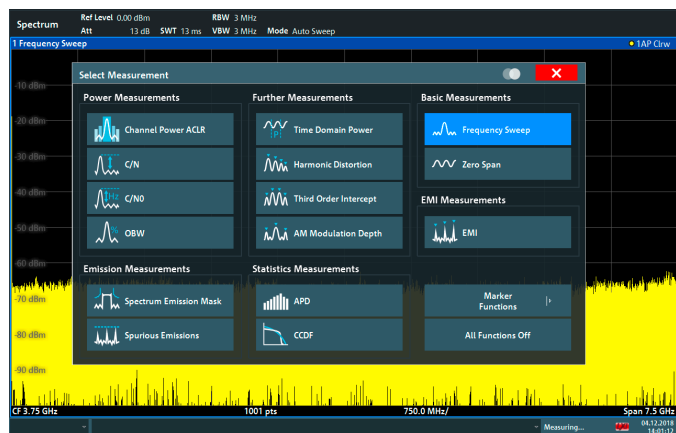 Spectrum
Ref Level 0.00 dBm RBW 3 MHz
Att 13 dB SWT 13 ms VBW 3 MHz Mode Auto Sweep
1 Frequency Sweep 1AP Clrw
Select Measurement
Power Measurements Further Measurements Basic Measurements
Channel Power ACLR Time Domain Power Frequency Sweep
C/N Harmonic Distortion Zero Span
C/N0 Third Order Intercept EMI Measurements
OBW AM Modulation Depth EMI
Emission Measurements Statistics Measurements
Spectrum Emission Mask APD Marker Functions
Spurious Emissions CCDF All Functions Off
-10 dBm
-20 dBm
-30 dBm
-40 dBm
-50 dBm
-60 dBm
-70 dBm
-80 dBm
-90 dBm
CF 3.75 GHz 1001 pts 750.0 MHz/ Span 7.5 GHz
Measuring... 04.12.2018
14:01:12